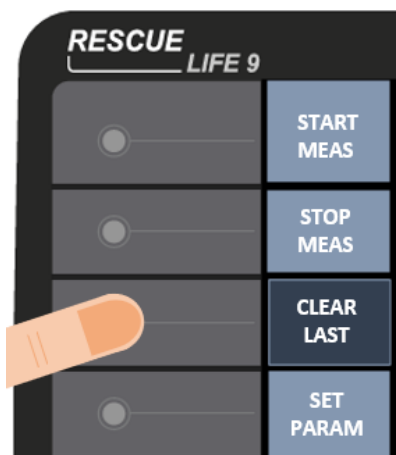 RESCUE
LIFE 9
START
MEAS
STOP
MEAS
CLEAR
LAST
SET
PARAM